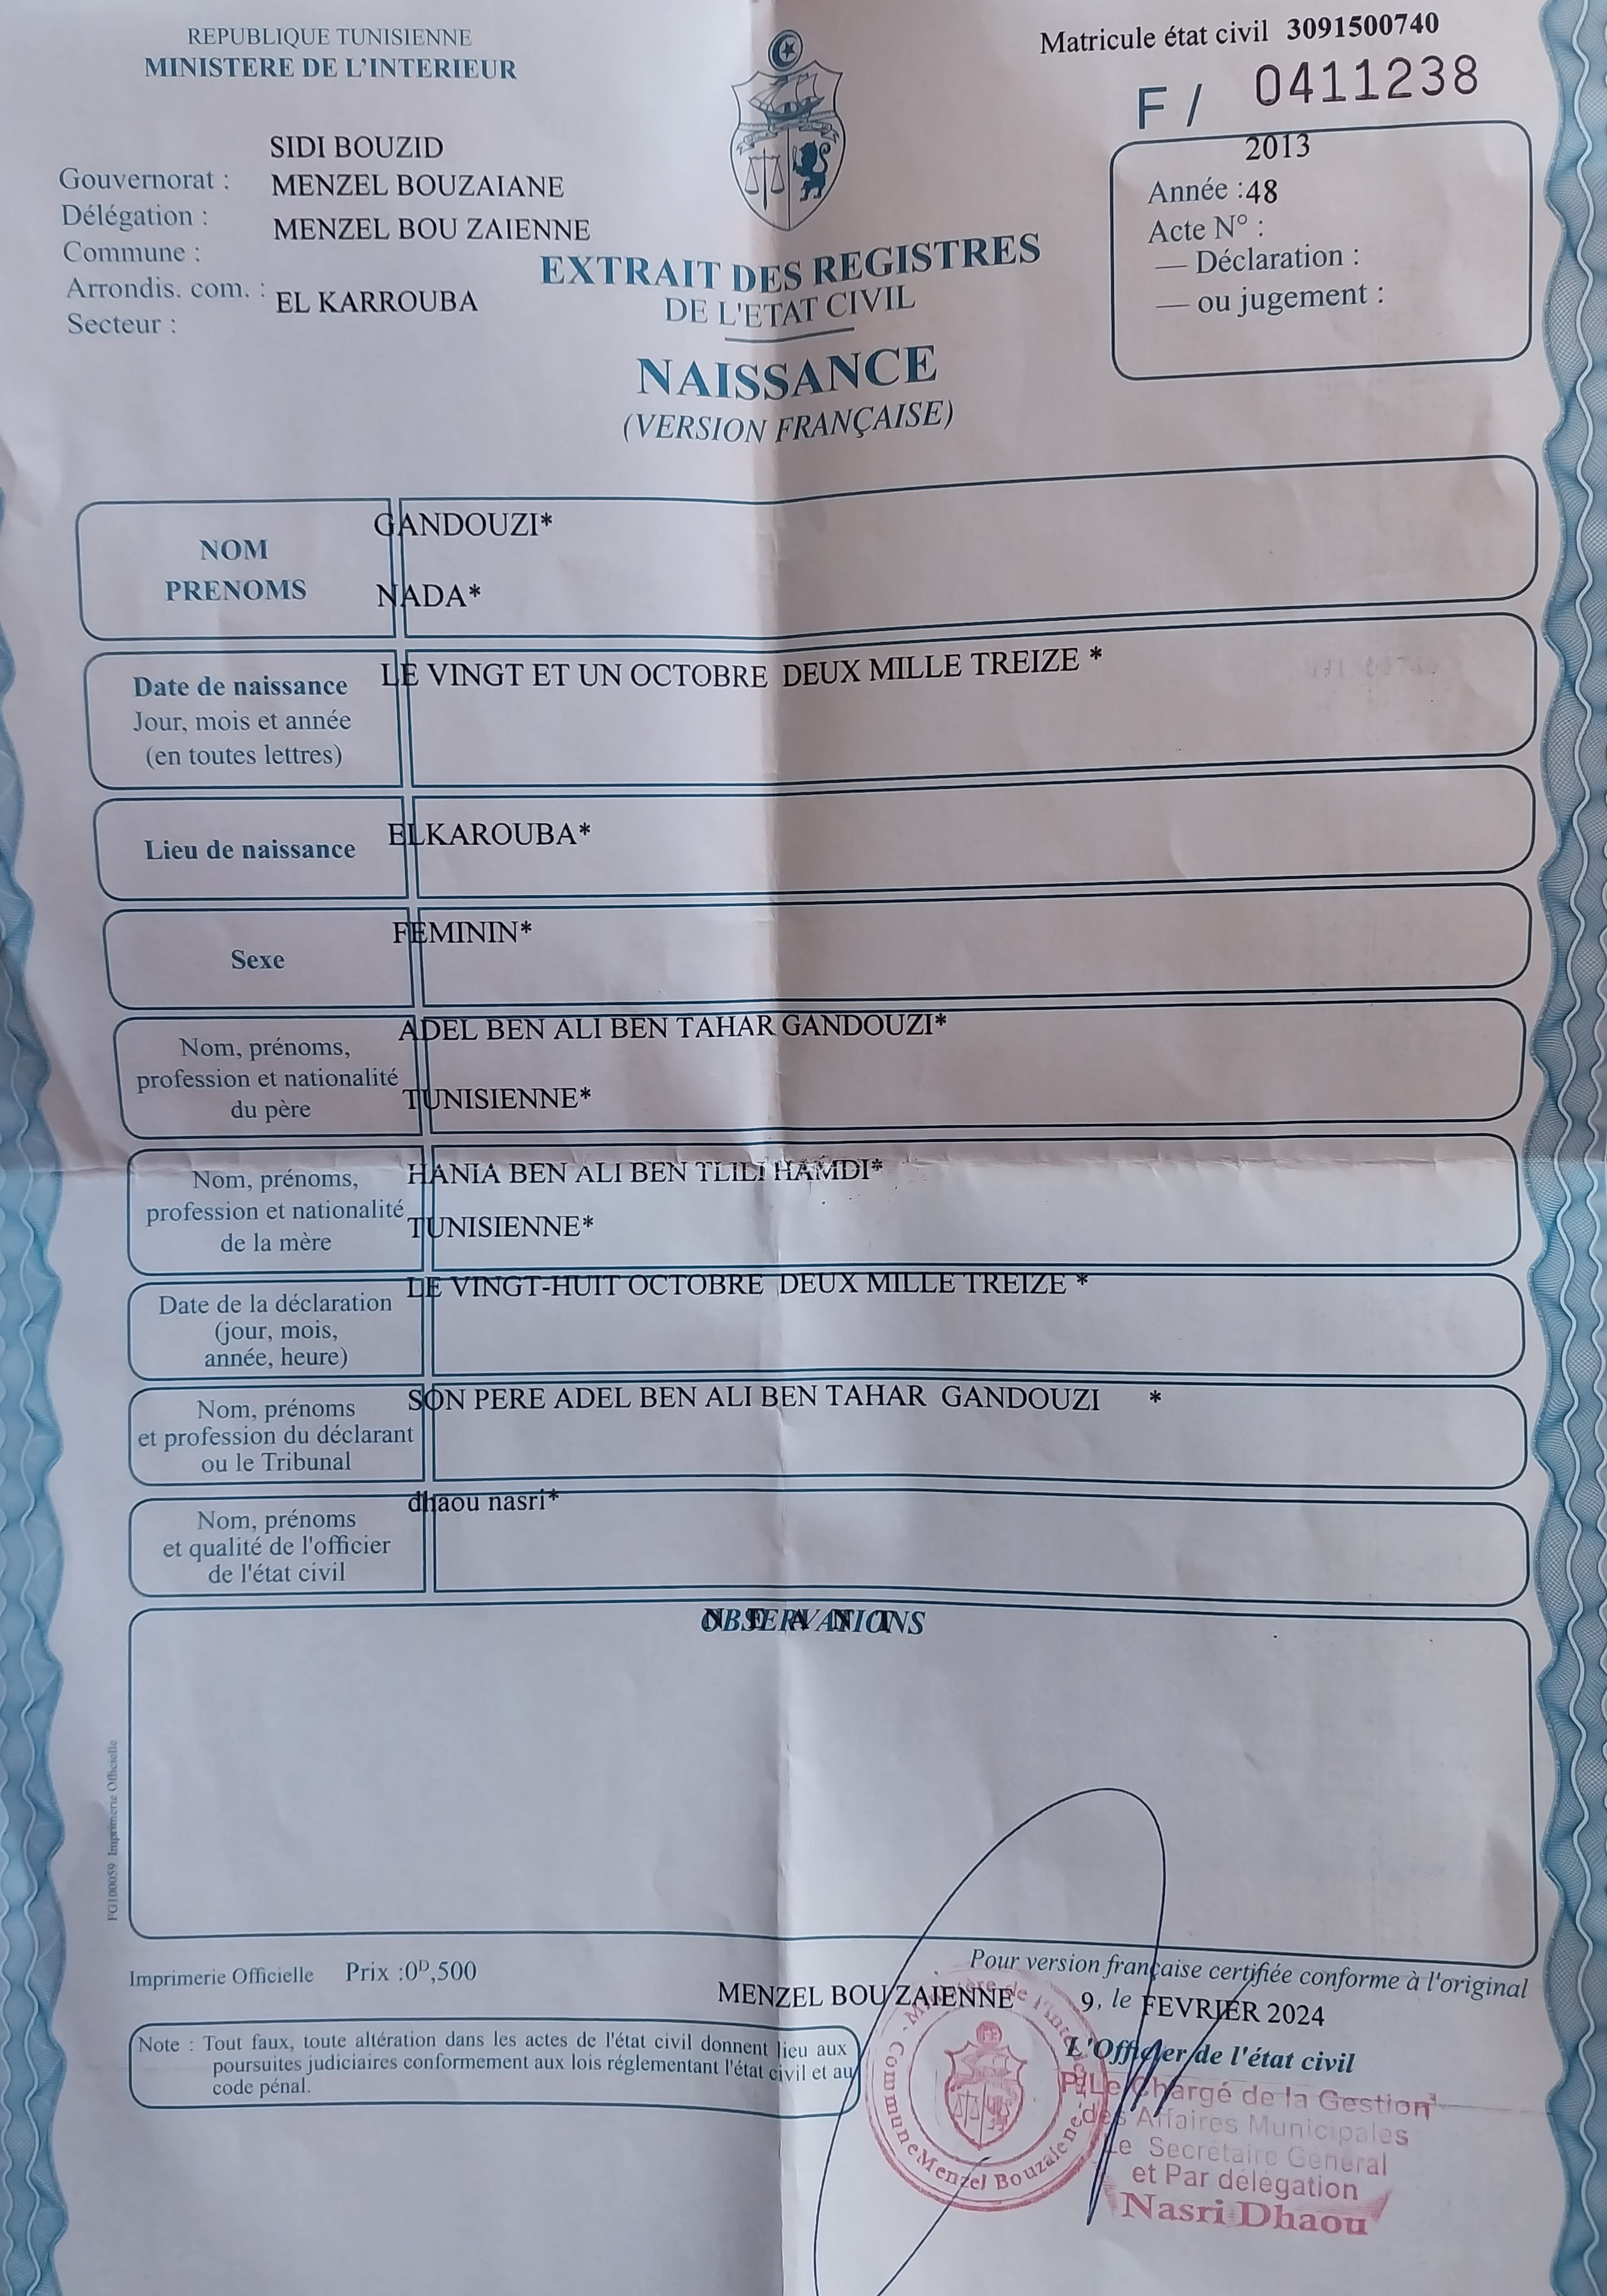 REPUBLIQUE TUNISIENNE
MINISTERE DE L'INTERIEUR
Matricule état civil 3091500740
F / 0411238
SIDI BOUZID
Gouvernorat :
MENZEL BOUZAIANE
Délégation :
MENZEL BOU ZAIENNE
Commune :
Arrondis. com. :
EL KARROUBA
Secteur :
2013
Année :48
Acte N° :
— Déclaration :
— ou jugement :
EXTRAIT DES REGISTRES
DE L'ETAT CIVIL
NAISSANCE
(VERSION FRANÇAISE)
NOM
PRENOMS
GANDOUZI*
NADA*
Date de naissance
Jour, mois et année
(en toutes lettres)
LE VINGT ET UN OCTOBRE DEUX MILLE TREIZE *
Lieu de naissance
ELKAROUBA*
Sexe
FEMININ*
Nom, prénoms,
profession et nationalité
du père
ADEL BEN ALI BEN TAHAR GANDOUZI*
TUNISIENNE*
Nom, prénoms,
profession et nationalité
de la mère
HANIA BEN ALI BEN TLILI HAMDI*
TUNISIENNE*
Date de la déclaration
(jour, mois,
année, heure)
LE VINGT-HUIT OCTOBRE DEUX MILLE TREIZE *
Nom, prénoms
et profession du déclarant
ou le Tribunal
SON PERE ADEL BEN ALI BEN TAHAR GANDOUZI *
Nom, prénoms
et qualité de l'officier
de l'état civil
dhaou nasri*
OBSERVATIONS
N E A N T
FG100059 Imprimerie Officielle
Imprimerie Officielle Prix :0ᴰ,500
Pour version française certifiée conforme à l'original
MENZEL BOU ZAIENNE 9, le FEVRIER 2024
L'Officier de l'état civil
Note : Tout faux, toute altération dans les actes de l'état civil donnent lieu aux
poursuites judiciaires conformement aux lois réglementant l'état civil et au
code pénal.
- Ministère de l'Intérieur -
Commune Menzel Bouzaiene
P/Le Chargé de la Gestion
des Affaires Municipales
Le Secrétaire Général
et Par délégation
Nasri Dhaou